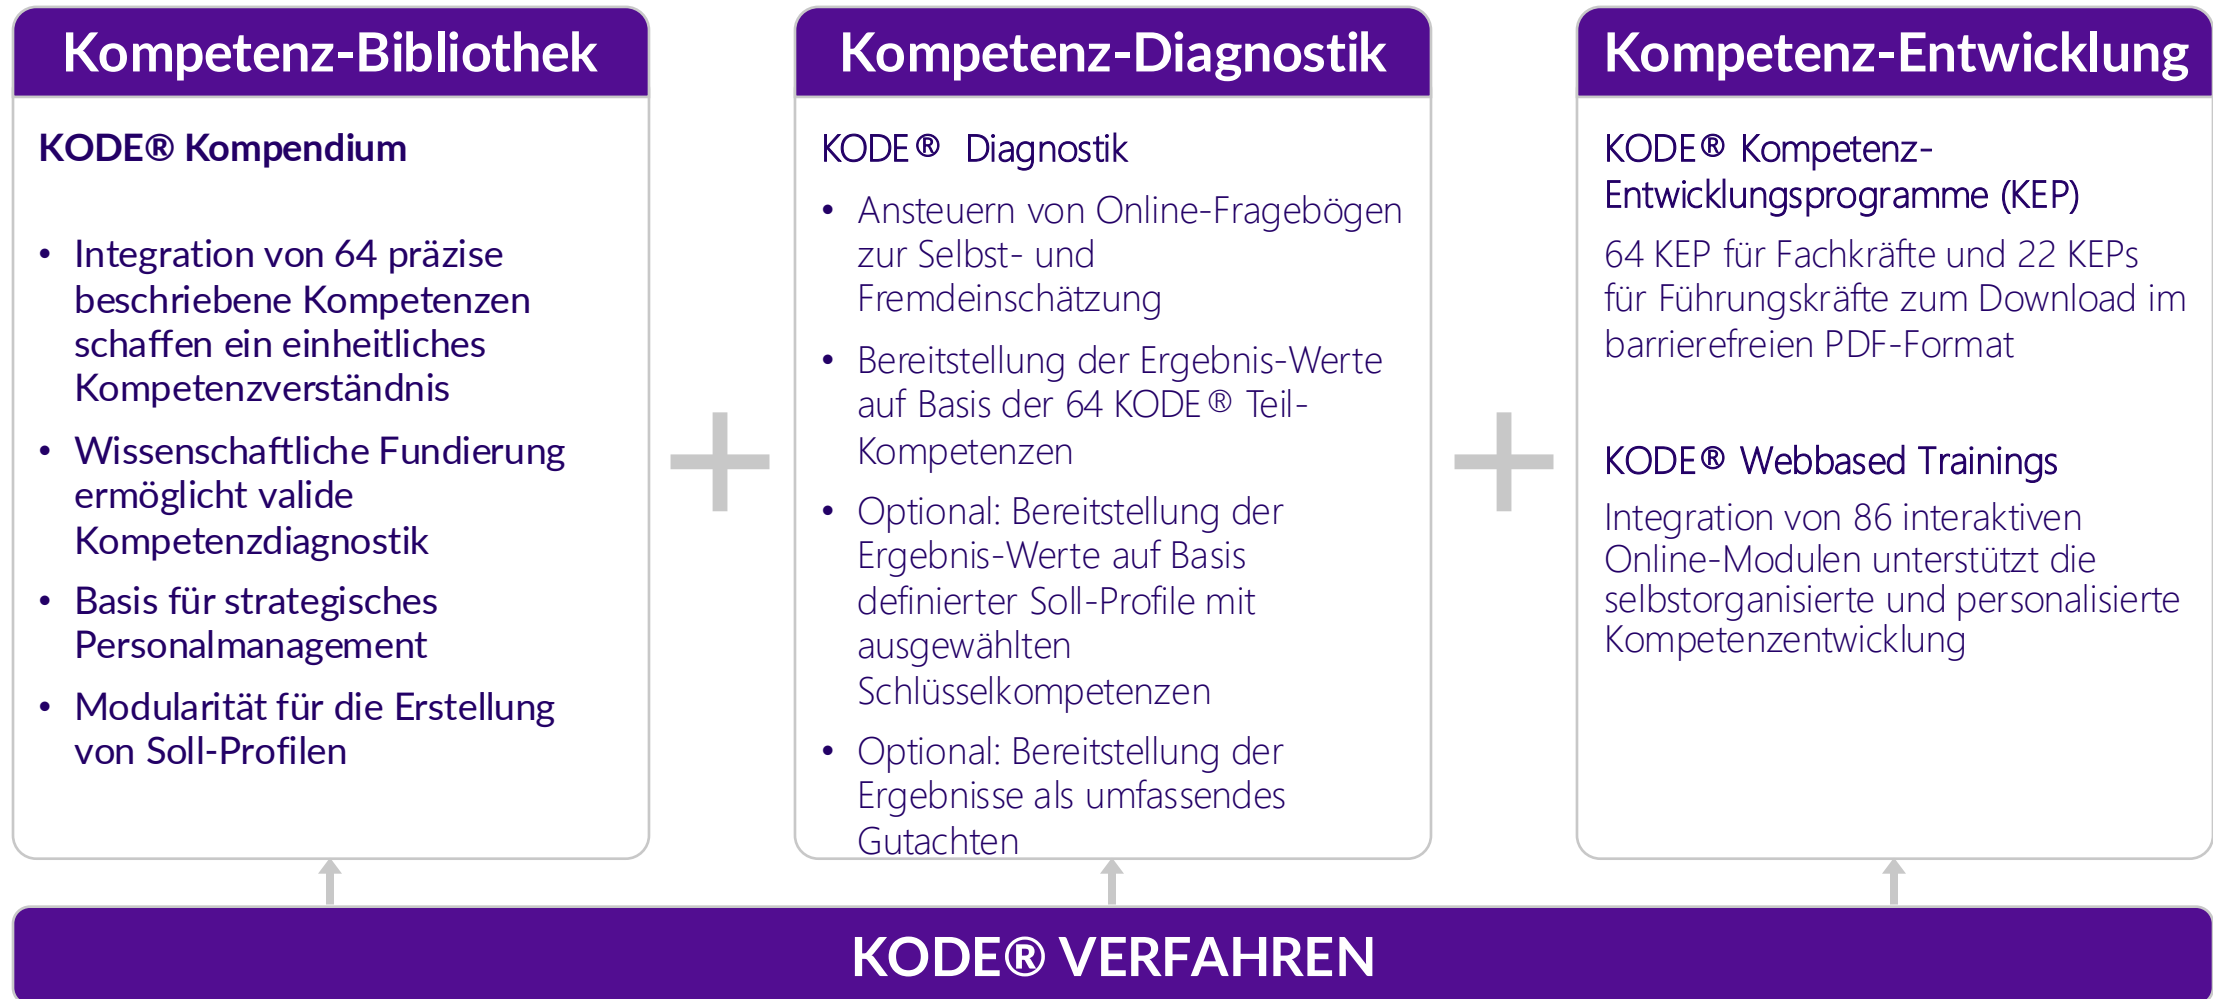 Kompetenz-Bibliothek
KODE® Kompendium
• Integration von 64 präzise
beschriebene Kompetenzen
schaffen ein einheitliches
Kompetenzverständnis
• Wissenschaftliche Fundierung
ermöglicht valide
Kompetenzdiagnostik
• Basis für strategisches
Personalmanagement
• Modularität für die Erstellung
von Soll-Profilen
Kompetenz-Diagnostik
KODE® Diagnostik
• Ansteuern von Online-Fragebögen
zur Selbst- und
Fremdeinschätzung
• Bereitstellung der Ergebnis-Werte
auf Basis der 64 KODE® Teil-
Kompetenzen
• Optional: Bereitstellung der
Ergebnis-Werte auf Basis
definierter Soll-Profile mit
ausgewählten
Schlüsselkompetenzen
• Optional: Bereitstellung der
Ergebnisse als umfassendes
Gutachten
Kompetenz-Entwicklung
KODE® Kompetenz-
Entwicklungsprogramme (KEP)
64 KEP für Fachkräfte und 22 KEPs
für Führungskräfte zum Download im
barrierefreien PDF-Format
KODE® Webbased Trainings
Integration von 86 interaktiven
Online-Modulen unterstützt die
selbstorganisierte und personalisierte
Kompetenzentwicklung
KODE® VERFAHREN